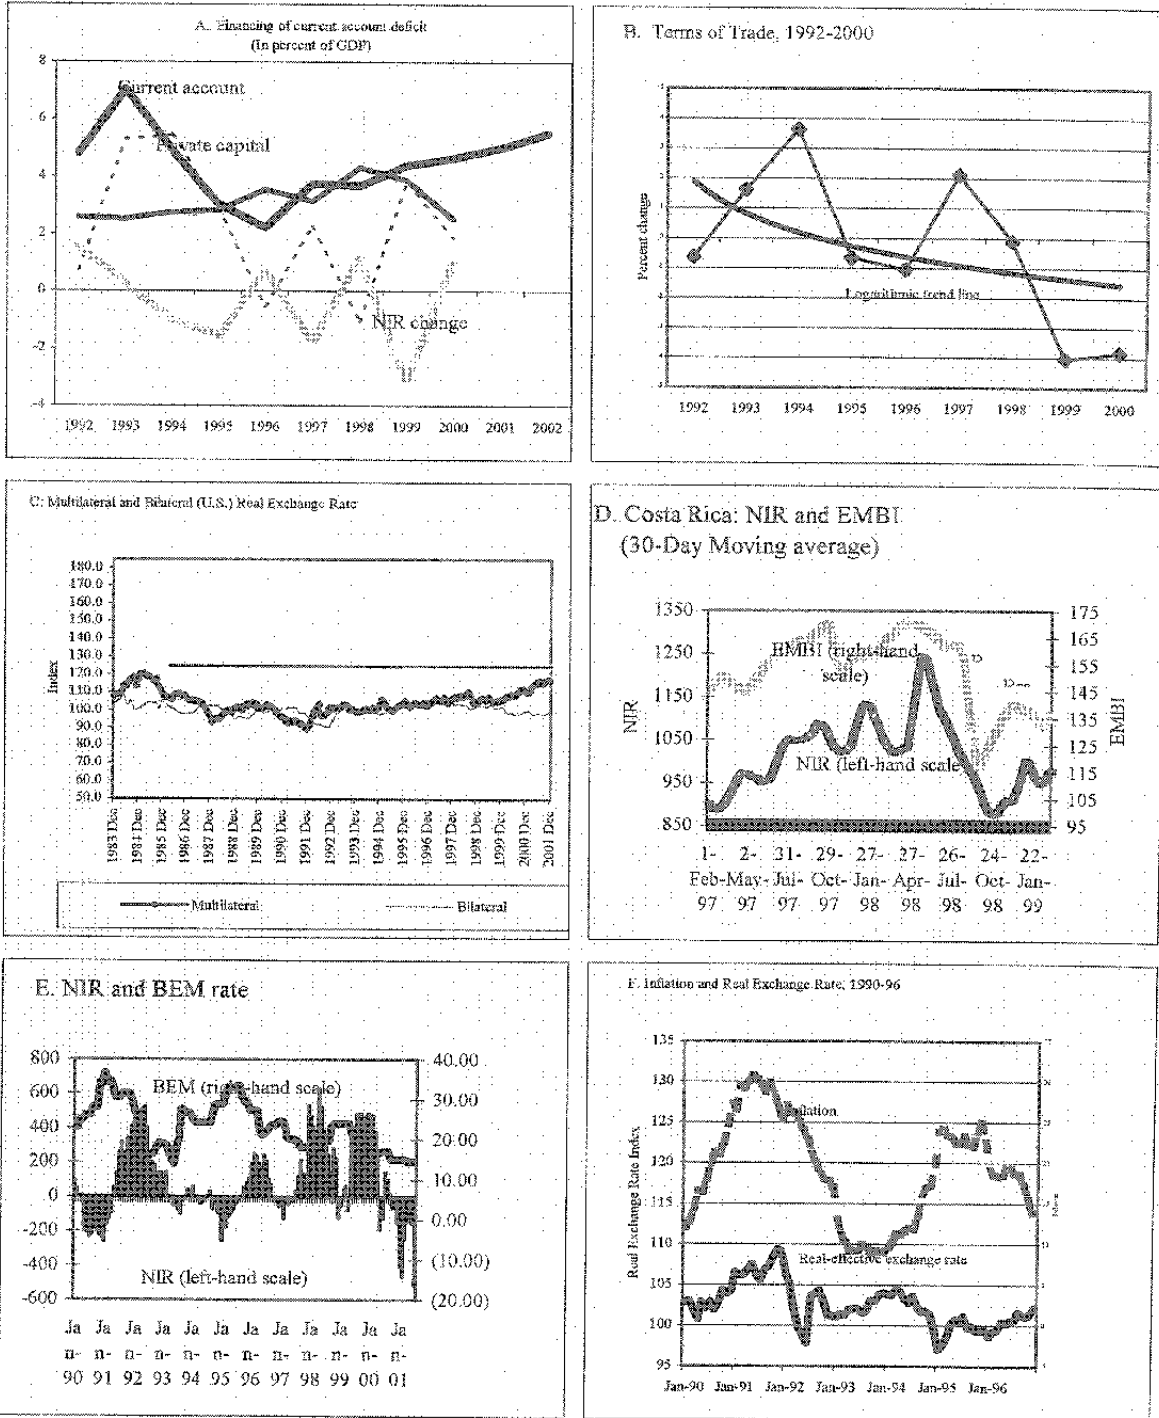 A. Financing of current account deficit
(In percent of GDP)
8
6
4
2
0
-2
-4
Current account
Private capital
NIR change
1992 1993 1994 1995 1996 1997 1998 1999 2000 2001 2002
B. Terms of Trade, 1992-2000
Percent change
Logarithmic trend line
1992 1993 1994 1995 1996 1997 1998 1999 2000
C. Multilateral and Bilateral (U.S.) Real Exchange Rate
Index
180.0
170.0
160.0
150.0
140.0
130.0
120.0
110.0
100.0
90.0
80.0
70.0
60.0
50.0
1983 Dec
1984 Dec
1985 Dec
1986 Dec
1987 Dec
1988 Dec
1989 Dec
1990 Dec
1991 Dec
1992 Dec
1993 Dec
1994 Dec
1995 Dec
1996 Dec
1997 Dec
1998 Dec
1999 Dec
2000 Dec
2001 Dec
Multilateral
Bilateral
D. Costa Rica: NIR and EMBI
(30-Day Moving average)
NIR
1350
1250
1150
1050
950
850
EMBI (right-hand
scale)
NIR (left-hand scale
175
165
155
145
135
125
115
105
95
EMBI
1- 2- 31- 29- 27- 27- 26- 24- 22-
Feb- May- Jul- Oct- Jan- Apr- Jul- Oct- Jan-
97 97 97 97 98 98 98 98 99
E. NIR and BEM rate
800
600
400
200
0
-200
-400
-600
BEM (right-hand scale)
NIR (left-hand scale)
40.00
30.00
20.00
10.00
0.00
(10.00)
(20.00)
Ja Ja Ja Ja Ja Ja Ja Ja Ja Ja Ja Ja
n- n- n- n- n- n- n- n- n- n- n- n-
90 91 92 93 94 95 96 97 98 99 00 01
F. Inflation and Real Exchange Rate, 1990-96
Real Exchange Rate Index
135
130
125
120
115
110
105
100
95
Inflation
Real-effective exchange rate
Jan-90 Jan-91 Jan-92 Jan-93 Jan-94 Jan-95 Jan-96